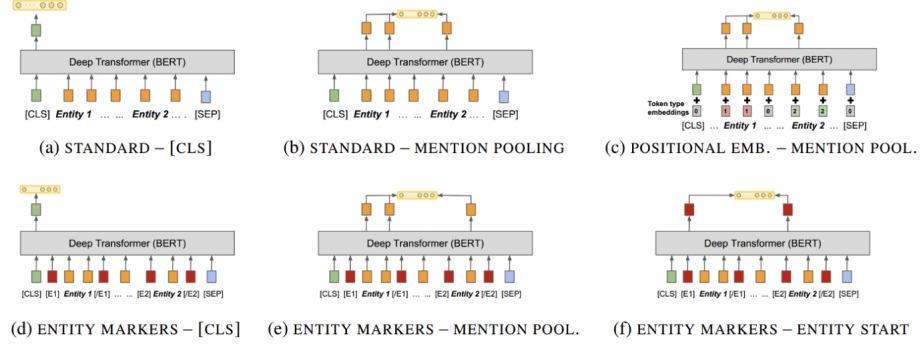 Deep Transformer (BERT)
[CLS] Entity 1 ... ... Entity 2 ... . [SEP]
(a) STANDARD – [CLS]
Deep Transformer (BERT)
[CLS] Entity 1 ... ... Entity 2 ... . [SEP]
(b) STANDARD – MENTION POOLING
Deep Transformer (BERT)
Token type
embeddings
0 1 1 0 2 2 0
[CLS] ... Entity 1 ... ... Entity 2 ... [SEP]
(c) POSITIONAL EMB. – MENTION POOL.
Deep Transformer (BERT)
[CLS] [E1] Entity 1 [/E1] ... ... [E2] Entity 2 [/E2] [SEP]
(d) ENTITY MARKERS – [CLS]
Deep Transformer (BERT)
[CLS] [E1] Entity 1 [/E1] ... ... [E2] Entity 2 [/E2] [SEP]
(e) ENTITY MARKERS – MENTION POOL.
Deep Transformer (BERT)
[CLS] [E1] Entity 1 [/E1] ... ... [E2] Entity 2 [/E2] [SEP]
(f) ENTITY MARKERS – ENTITY START